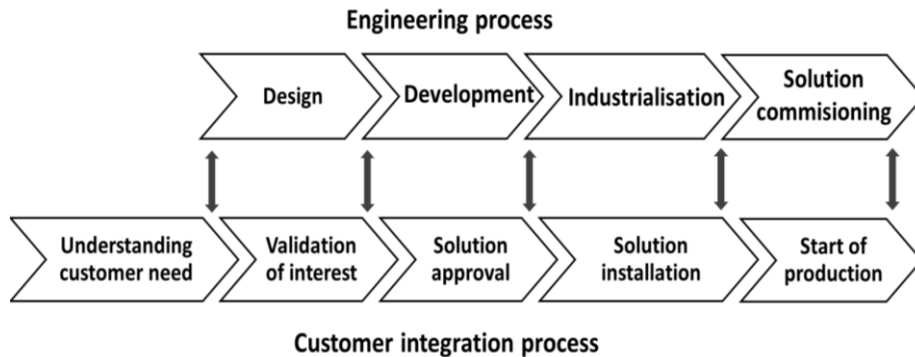 Engineering process
Design
Development
Industrialisation
Solution
commisioning
Understanding
customer need
Validation
of interest
Solution
approval
Solution
installation
Start of
production
Customer integration process